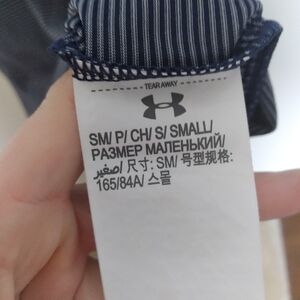 TEAR AWAY
SM/ P/ CH/ S/ SMALL/
РАЗМЕР МАЛЕНЬКИЙ/
صغير/ 尺寸: SM/ 号型规格:
165/84A/ 스몰